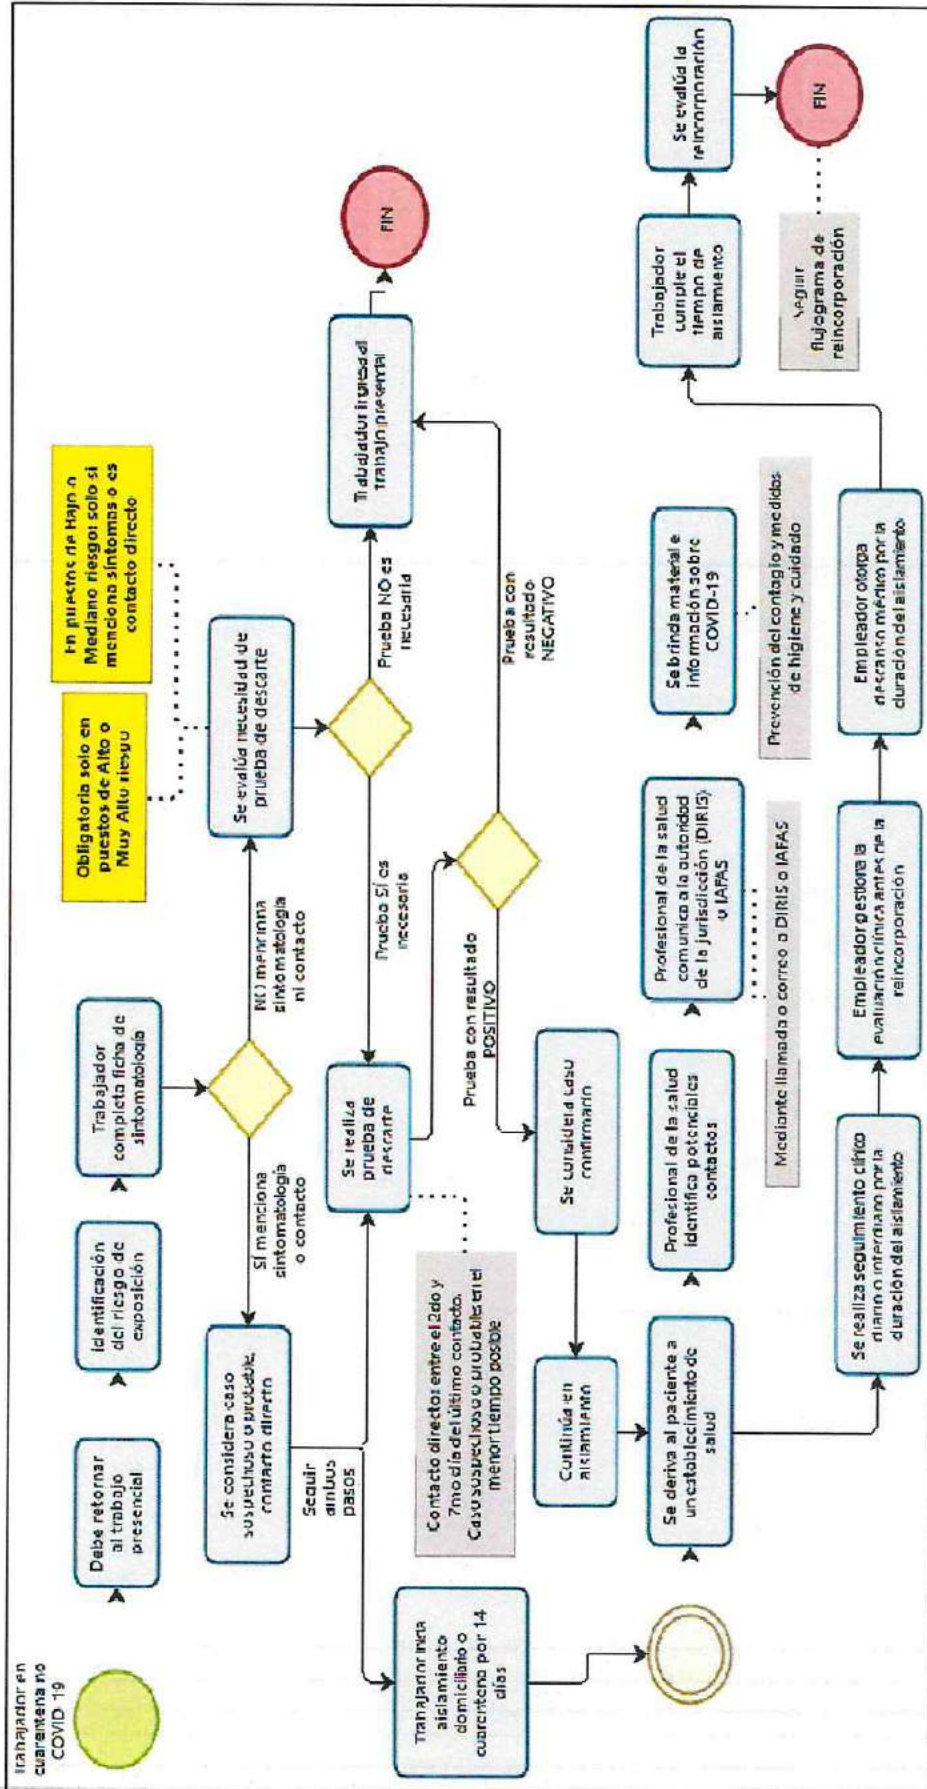 Trabajador en
cuarentena no
COVID 19
Debe retornar
al trabajo
presencial
Identificación
del riesgo de
exposición
Trabajador
completa ficha de
sintomatología
Obligatoria solo en
puestos de Alto o
Muy Alto riesgo
En puestos de Bajo o
Mediano riesgo: solo si
menciona síntomas o es
contacto directo
SÍ menciona
sintomatología
o contacto
NO menciona
sintomatología
ni contacto
Se considera caso
sospechoso o probable,
contacto directo
Se evalúa necesidad de
prueba de descarte
Seguir
ambos
pasos
Prueba SÍ es
necesaria
Prueba NO es
necesaria
Se realiza
prueba de
descarte
Trabajador ingresa al
trabajo presencial
FIN
Trabajador inicia
aislamiento
domiciliario o
cuarentena por 14
días
Contacto directo: entre el 2do y
7mo día del último contacto.
Caso sospechoso o probable: en el
menor tiempo posible
Prueba con resultado
POSITIVO
Prueba con
resultado
NEGATIVO
Se considera caso
confirmado
Continúa en
aislamiento
Se deriva al paciente a
un establecimiento de
salud
Profesional de la salud
identifica potenciales
contactos
Profesional de la salud
comunica a la autoridad
de la jurisdicción (DIRIS)
o IAFAS
Se brinda material e
información sobre
COVID-19
Mediante llamada o correo a DIRIS o IAFAS
Prevención del contagio y medidas
de higiene y cuidado
Se realiza seguimiento clínico
diario o interdiario por la
duración del aislamiento
Empleador gestiona la
evaluación clínica antes de la
reincorporación
Empleador otorga
descanso médico por la
duración del aislamiento
Trabajador
cumple el
tiempo de
aislamiento
Se evalúa la
reincorporación
Seguir
flujograma de
reincorporación
FIN